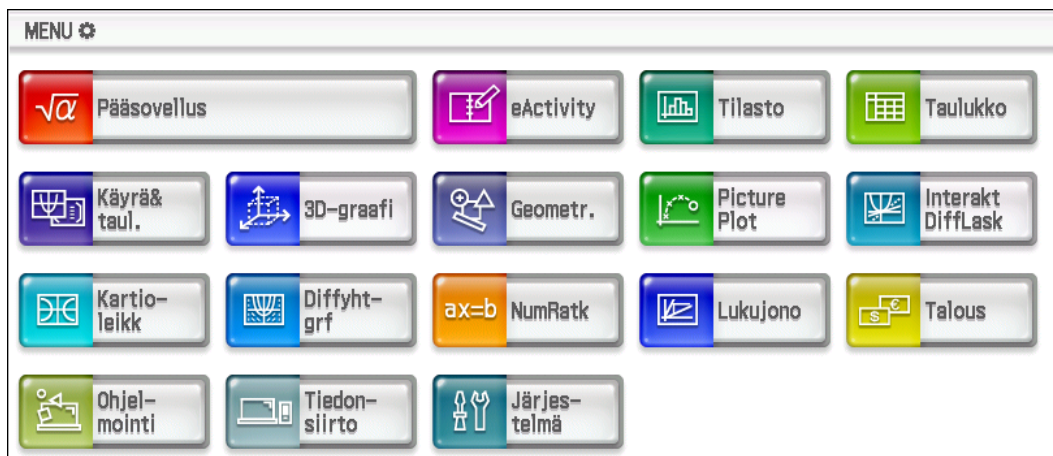 MENU
√α Pääsovellus
eActivity
Tilasto
Taulukko
Käyrä&
taul.
3D-graafi
Geometr.
Picture
Plot
Interakt
DiffLask
Kartio-
leikk
Diffyht-
grf
ax=b NumRatk
Lukujono
$ € Talous
Ohjel-
mointi
Tiedon-
siirto
Järjes-
telmä